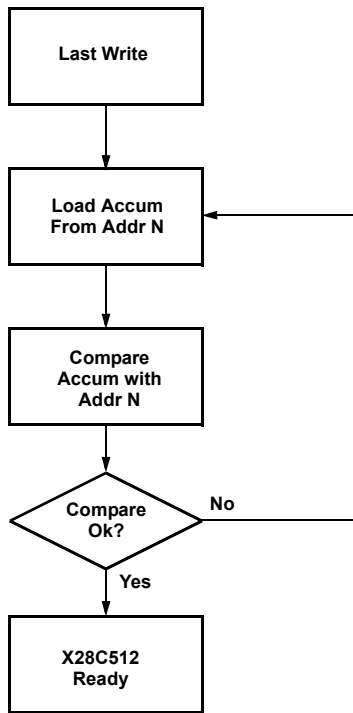 Last Write
Load Accum
From Addr N
Compare
Accum with
Addr N
Compare
Ok?
No
Yes
X28C512
Ready